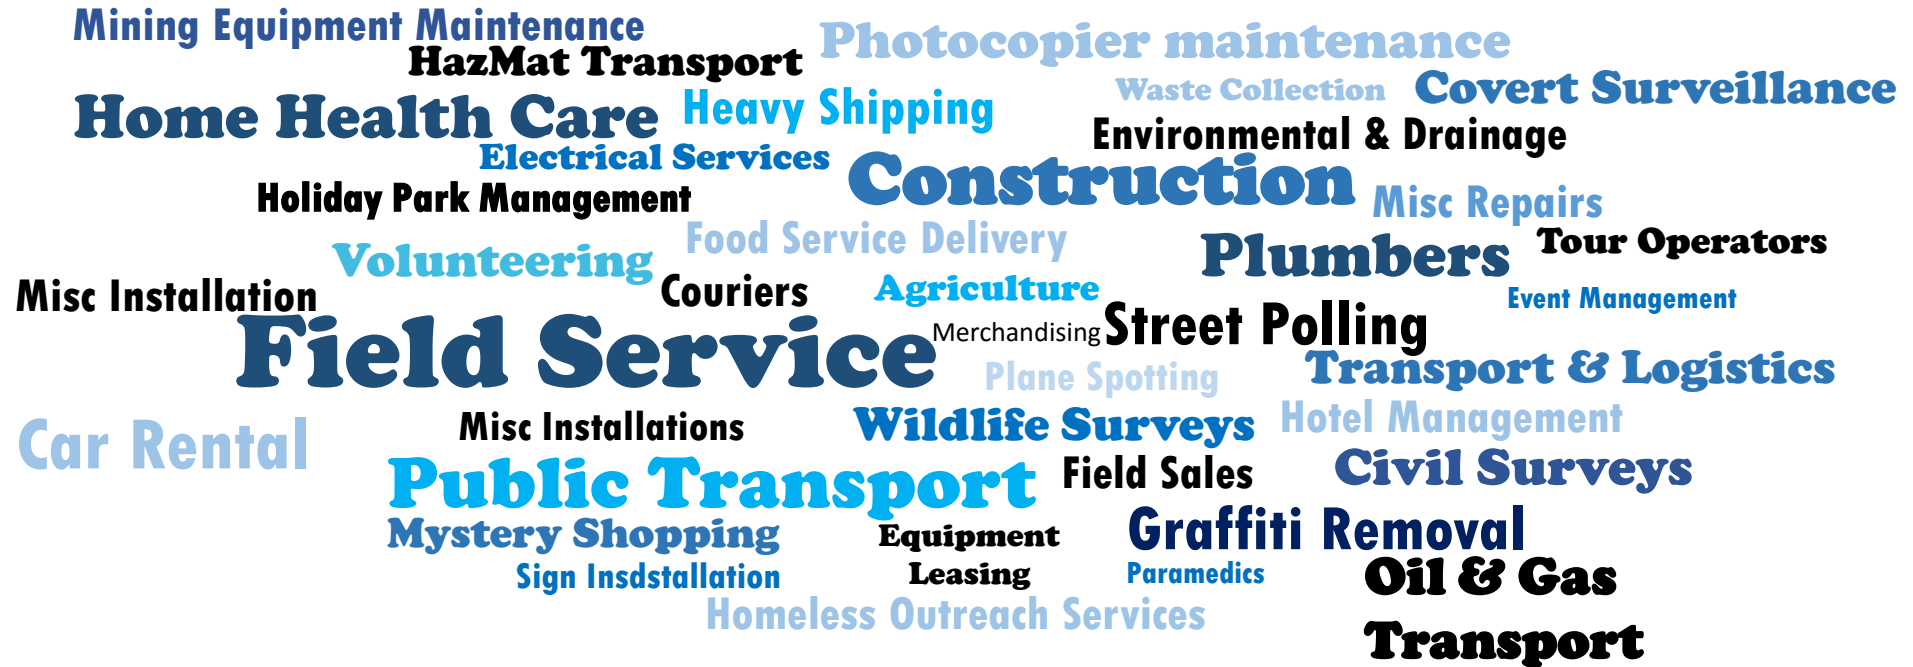 Mining Equipment Maintenance
Photocopier maintenance
HazMat Transport
Waste Collection
Covert Surveillance
Home Health Care
Heavy Shipping
Environmental & Drainage
Electrical Services
Construction
Holiday Park Management
Misc Repairs
Food Service Delivery
Volunteering
Plumbers
Tour Operators
Misc Installation
Couriers
Agriculture
Event Management
Field Service
Merchandising
Street Polling
Plane Spotting
Transport & Logistics
Car Rental
Misc Installations
Wildlife Surveys
Hotel Management
Public Transport
Field Sales
Civil Surveys
Mystery Shopping
Equipment
Leasing
Graffiti Removal
Sign Insdstallation
Paramedics
Oil & Gas
Transport
Homeless Outreach Services